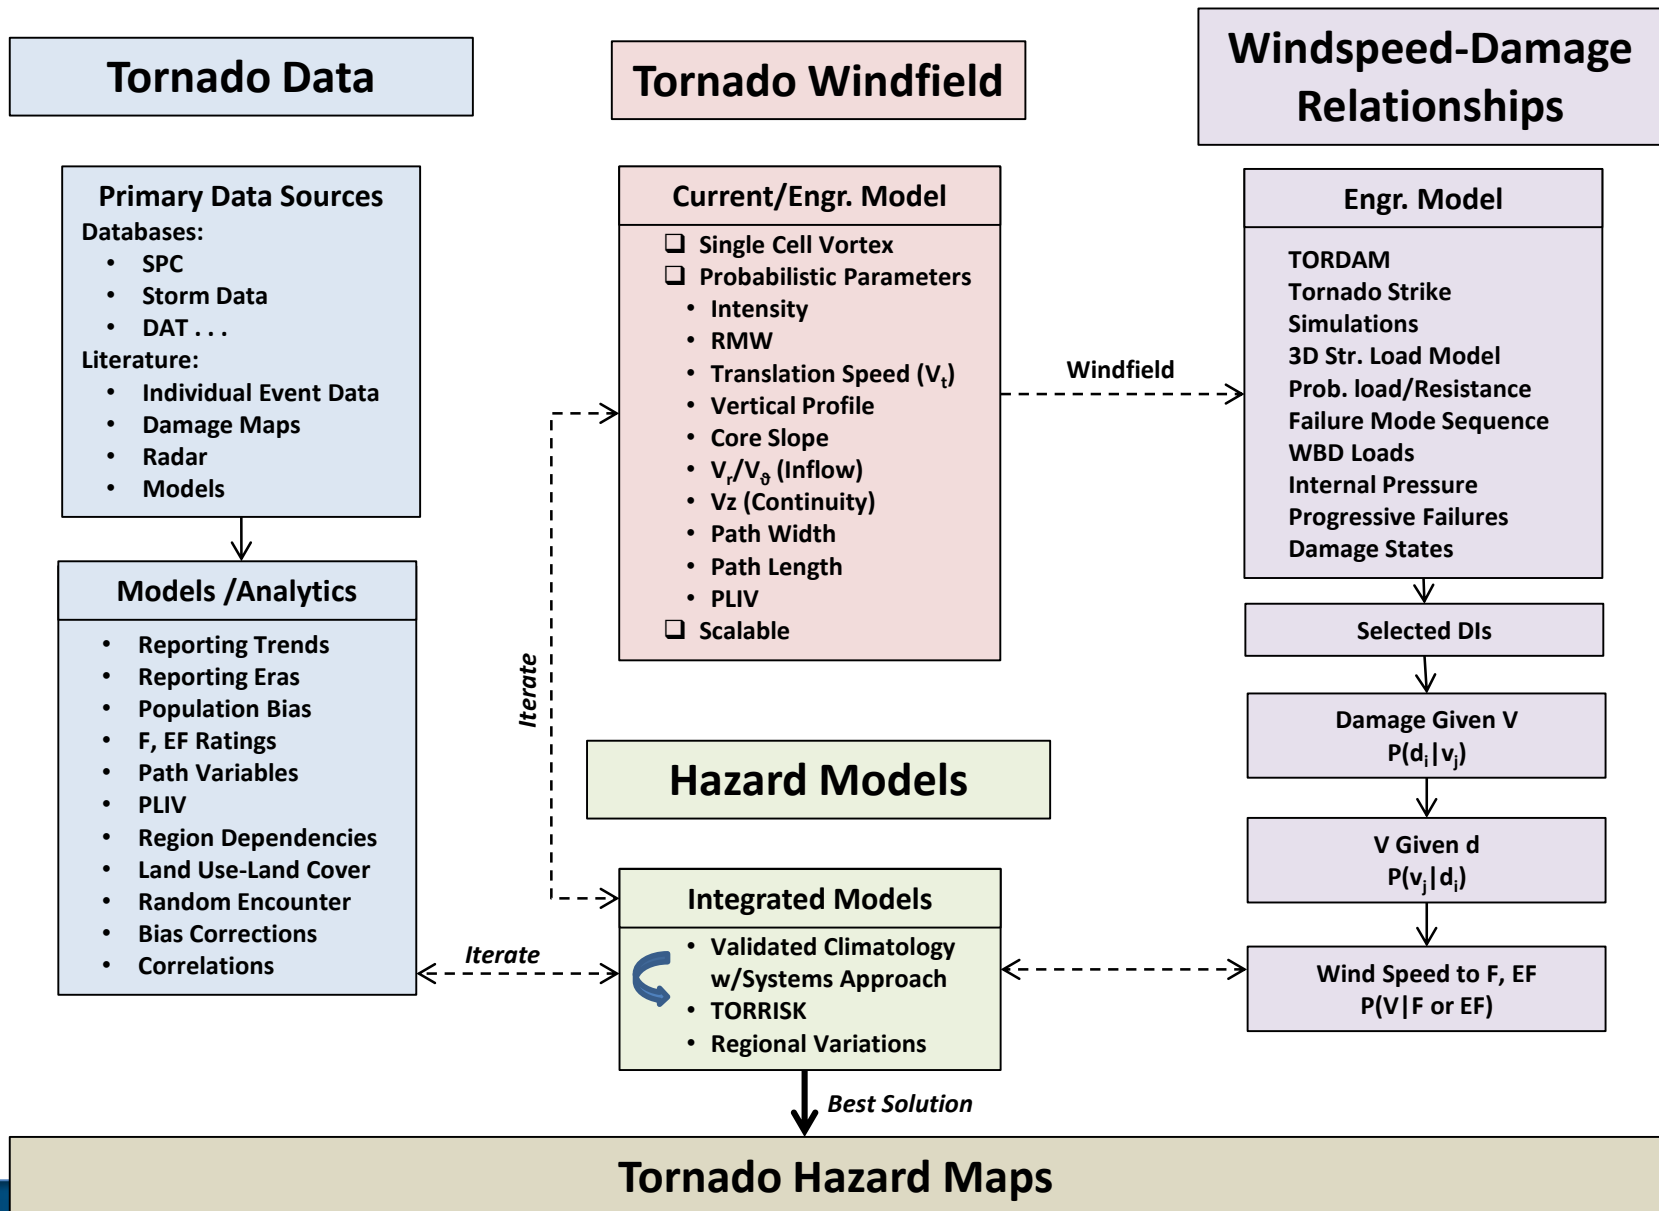 Tornado Data
Primary Data Sources
Databases:
• SPC
• Storm Data
• DAT . . .
Literature:
• Individual Event Data
• Damage Maps
• Radar
• Models
Models /Analytics
• Reporting Trends
• Reporting Eras
• Population Bias
• F, EF Ratings
• Path Variables
• PLIV
• Region Dependencies
• Land Use-Land Cover
• Random Encounter
• Bias Corrections
• Correlations
Tornado Windfield
Current/Engr. Model
❑ Single Cell Vortex
❑ Probabilistic Parameters
• Intensity
• RMW
• Translation Speed (Vt)
• Vertical Profile
• Core Slope
• Vr/Vϑ (Inflow)
• Vz (Continuity)
• Path Width
• Path Length
• PLIV
❑ Scalable
Iterate
Iterate
Windfield
Hazard Models
Integrated Models
• Validated Climatology
w/Systems Approach
• TORRISK
• Regional Variations
Best Solution
Windspeed-Damage
Relationships
Engr. Model
TORDAM
Tornado Strike
Simulations
3D Str. Load Model
Prob. load/Resistance
Failure Mode Sequence
WBD Loads
Internal Pressure
Progressive Failures
Damage States
Selected DIs
Damage Given V
P(di|vj)
V Given d
P(vj|di)
Wind Speed to F, EF
P(V|F or EF)
Tornado Hazard Maps